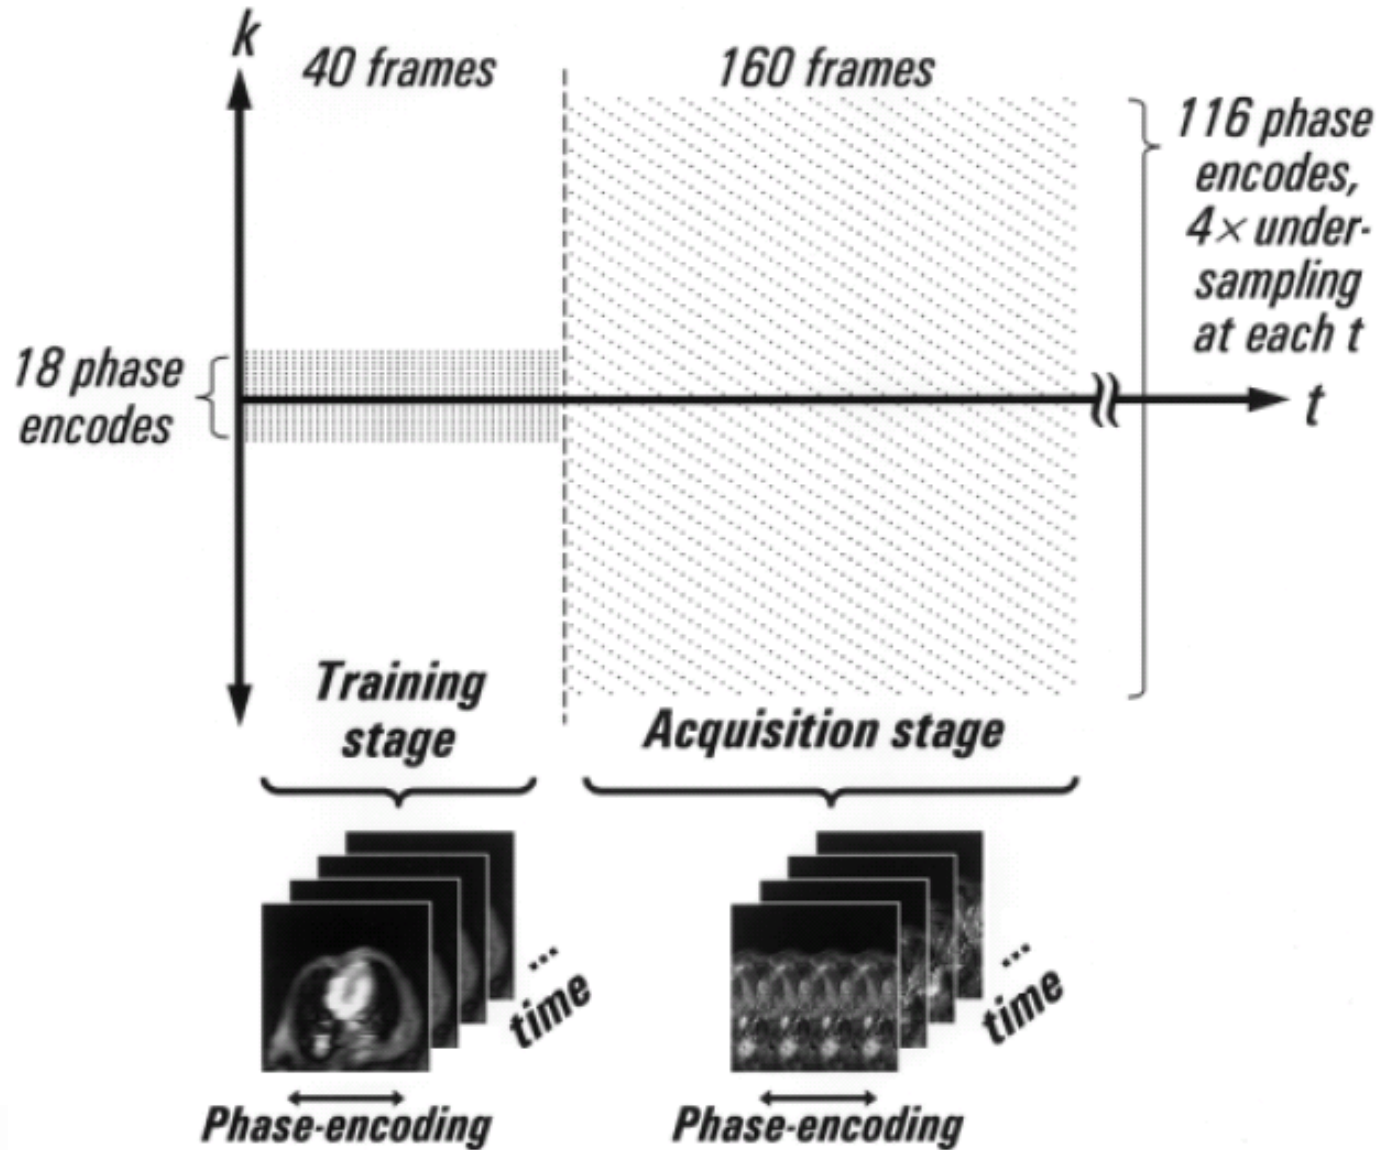 k
40 frames
160 frames
116 phase
encodes,
4× under-
sampling
at each t
18 phase
encodes
t
Training
stage
Acquisition stage
...
time
...
time
Phase-encoding
Phase-encoding